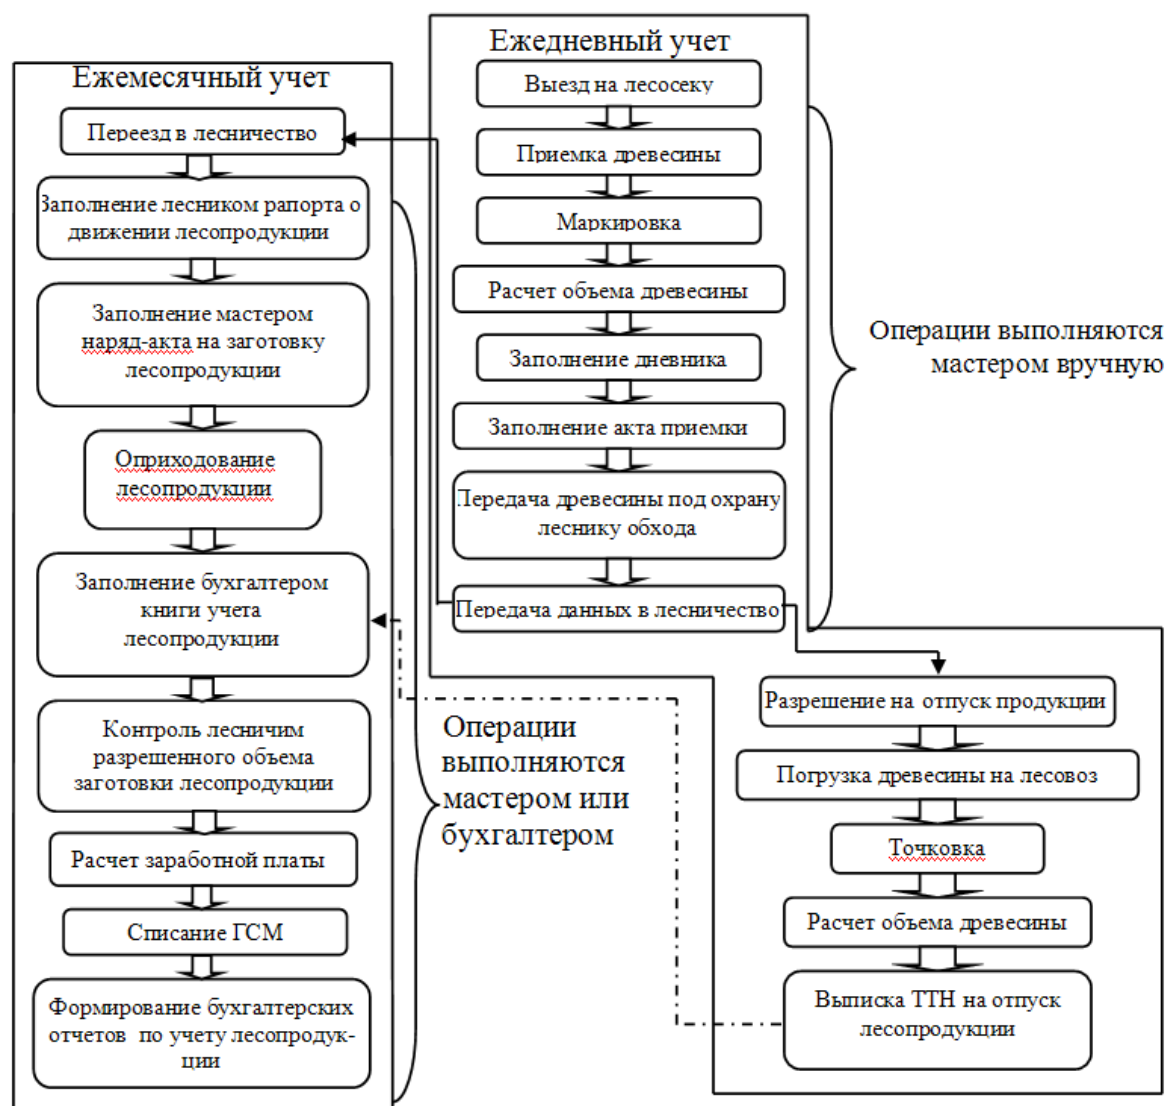 Ежемесячный учет
Переезд в лесничество
Заполнение лесником рапорта о
движении лесопродукции
Заполнение мастером
наряд-акта на заготовку
лесопродукции
Оприходование
лесопродукции
Заполнение бухгалтером
книги учета
лесопродукции
Контроль лесничим
разрешенного объема
заготовки лесопродукции
Расчет заработной платы
Списание ГСМ
Формирование бухгалтерских
отчетов по учету лесопродук-
ции
Операции
выполняются
мастером или
бухгалтером
Ежедневный учет
Выезд на лесосеку
Приемка древесины
Маркировка
Расчет объема древесины
Заполнение дневника
Заполнение акта приемки
Передача древесины под охрану
леснику обхода
Передача данных в лесничество
Операции выполняются
мастером вручную
Разрешение на отпуск продукции
Погрузка древесины на лесовоз
Точковка
Расчет объема древесины
Выписка ТТН на отпуск
лесопродукции